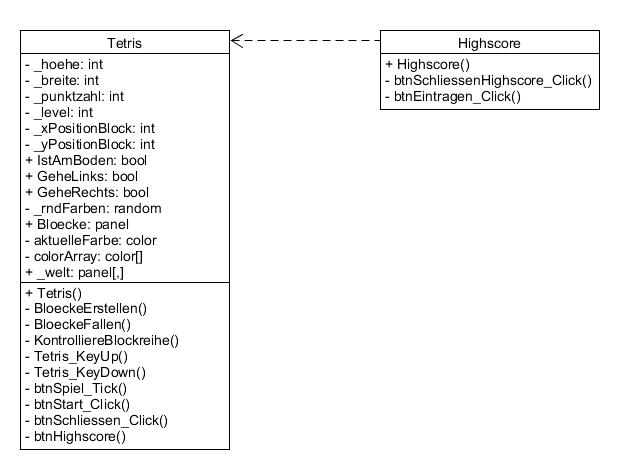 Tetris
- _hoehe: int
- _breite: int
- _punktzahl: int
- _level: int
- _xPositionBlock: int
- _yPositionBlock: int
+ IstAmBoden: bool
+ GeheLinks: bool
+ GeheRechts: bool
- _rndFarben: random
+ Bloecke: panel
- aktuelleFarbe: color
- colorArray: color[]
+ _welt: panel[,]
+ Tetris()
- BloeckeErstellen()
- BloeckeFallen()
- KontrolliereBlockreihe()
- Tetris_KeyUp()
- Tetris_KeyDown()
- btnSpiel_Tick()
- btnStart_Click()
- btnSchliessen_Click()
- btnHighscore()
Highscore
+ Highscore()
- btnSchliessenHighscore_Click()
- btnEintragen_Click()